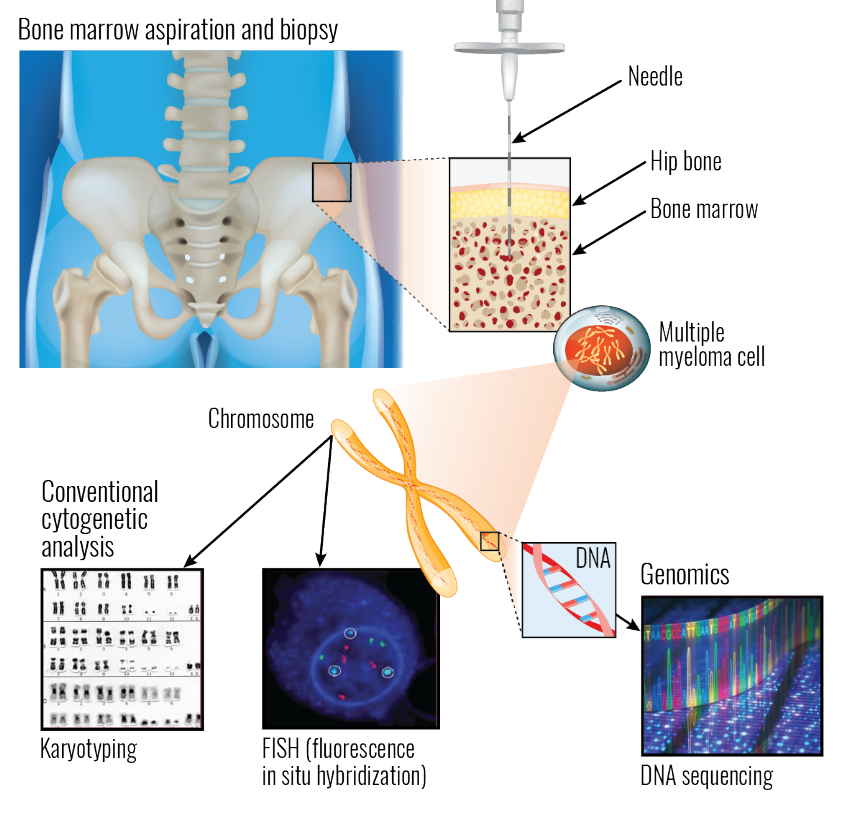 Bone marrow aspiration and biopsy
Needle
Hip bone
Bone marrow
Multiple
myeloma cell
Chromosome
Conventional
cytogenetic
analysis
DNA
Genomics
Karyotyping
FISH (fluorescence
in situ hybridization)
DNA sequencing